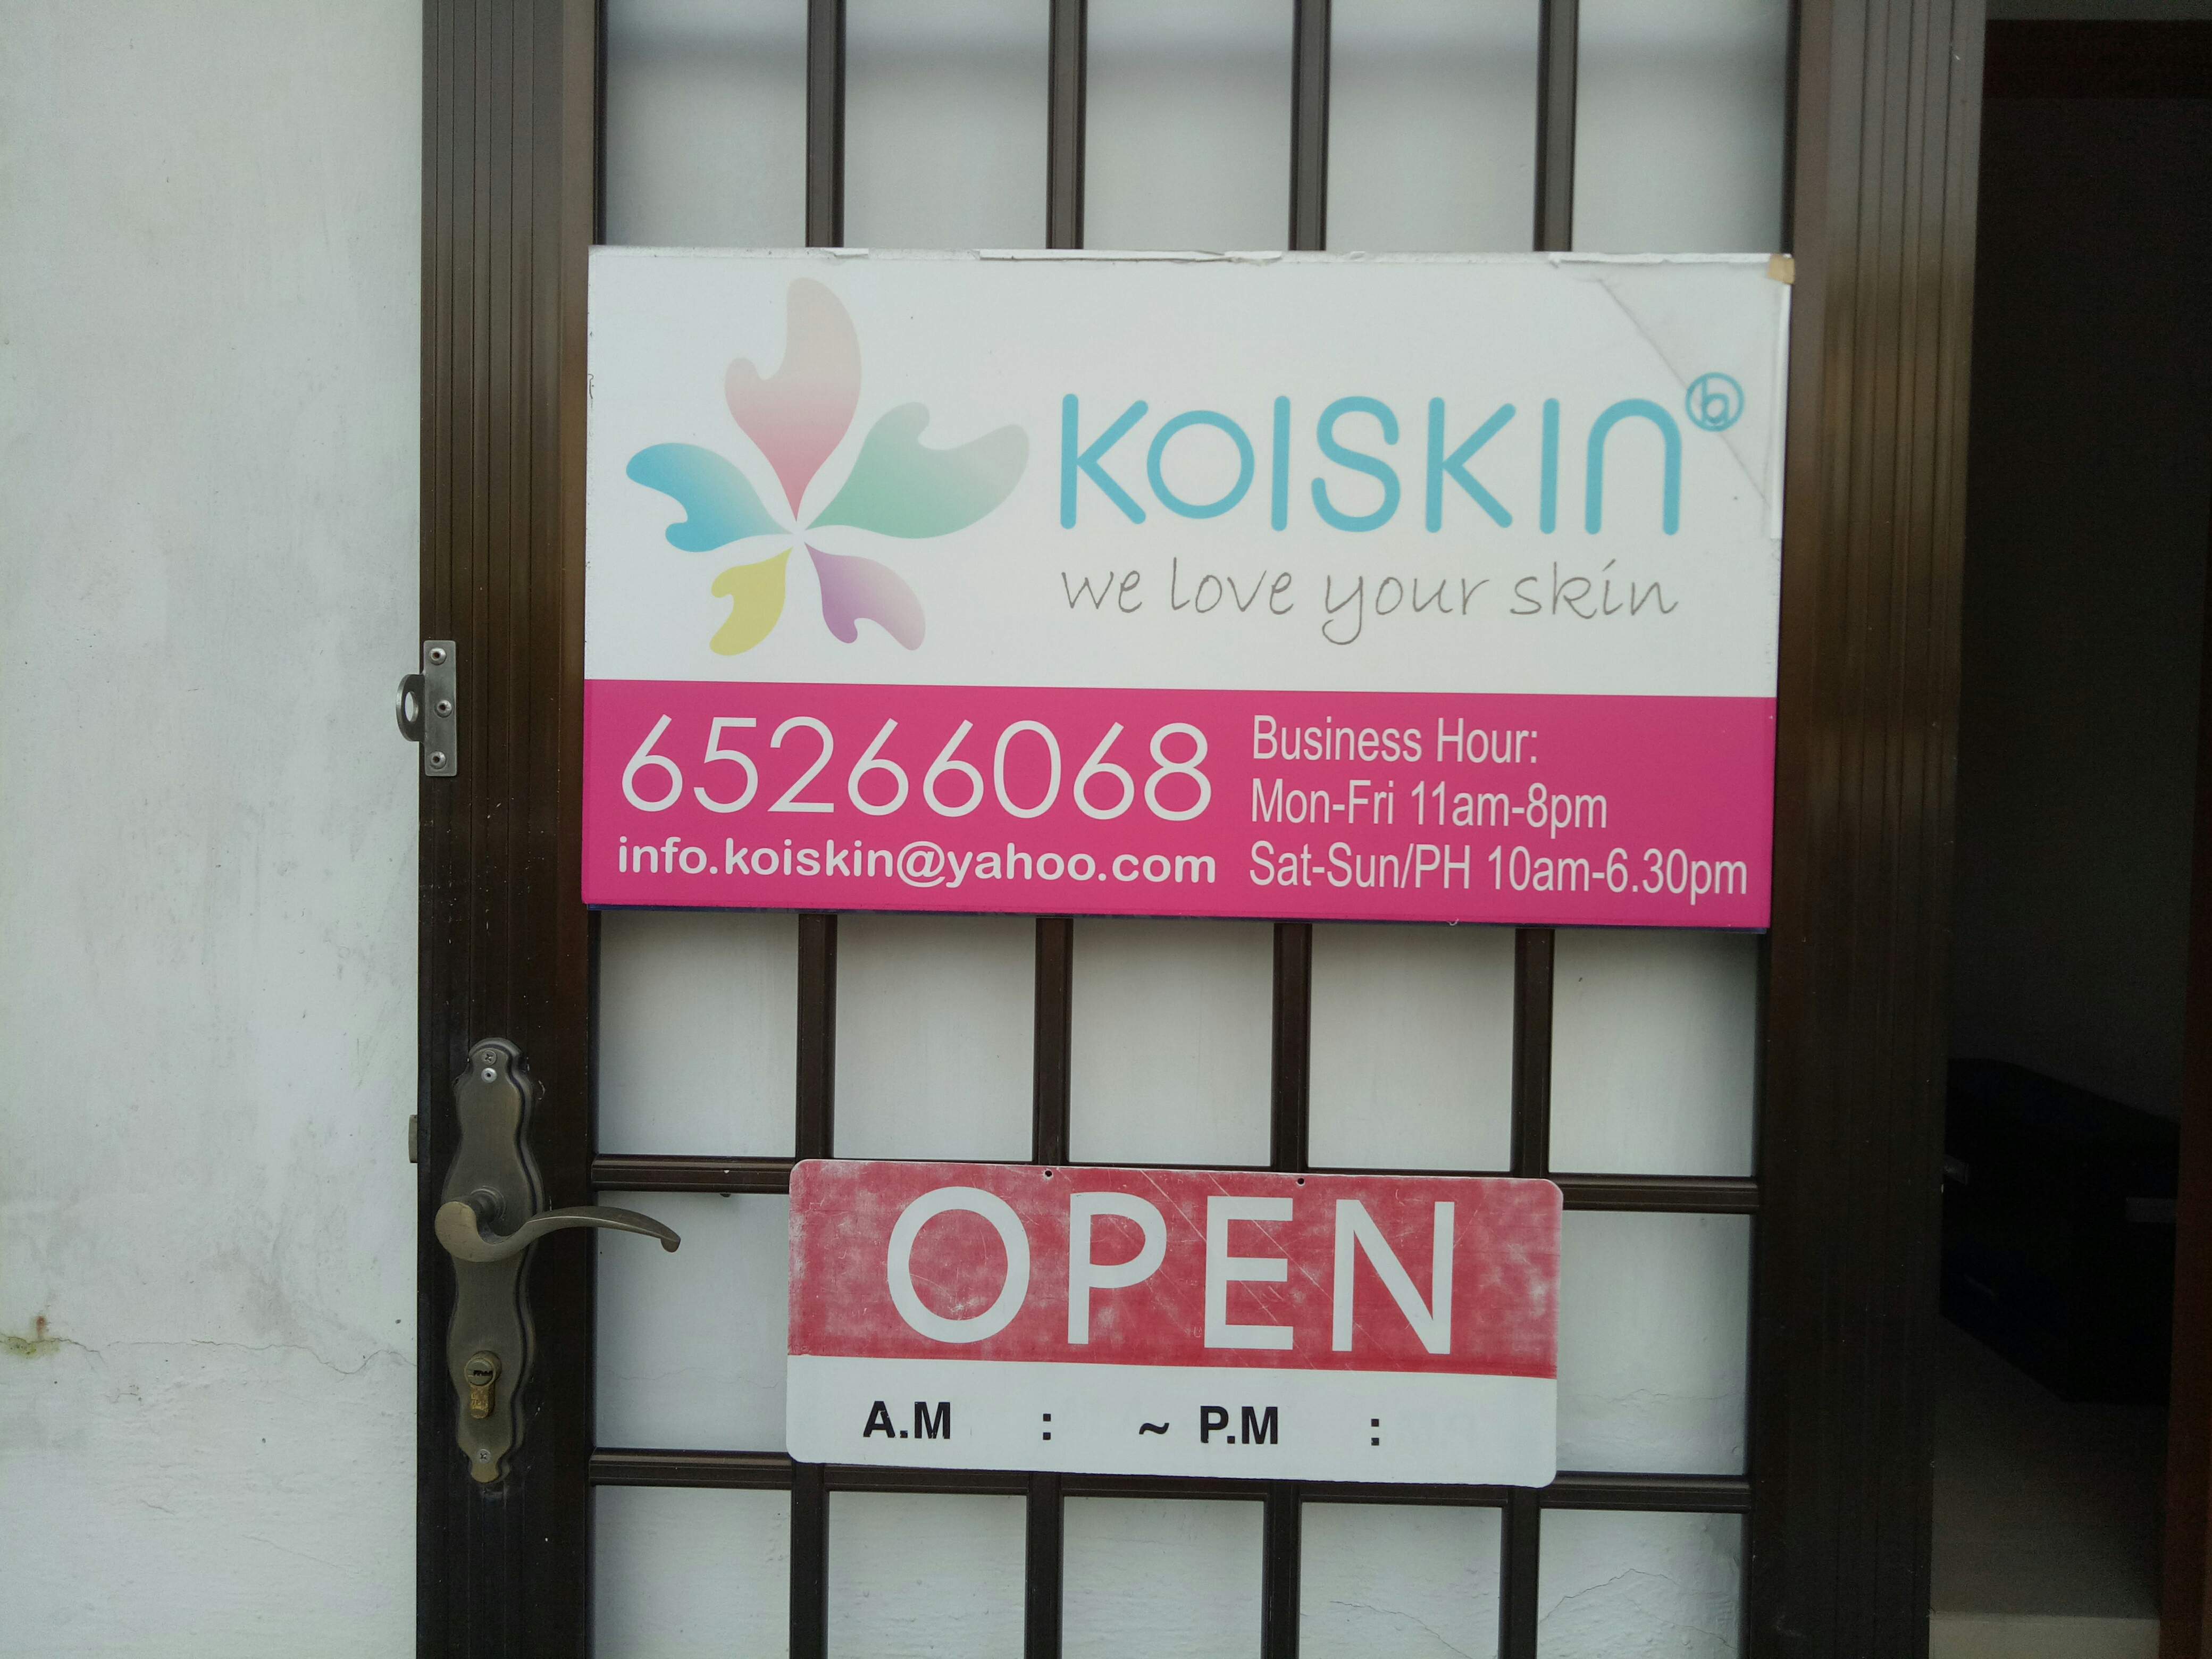 KOISKIN
we love your skin
65266068
info.koiskin@yahoo.com
Business Hour:
Mon-Fri 11am-8pm
Sat-Sun/PH 10am-6.30pm
OPEN
A.M : ~ P.M :